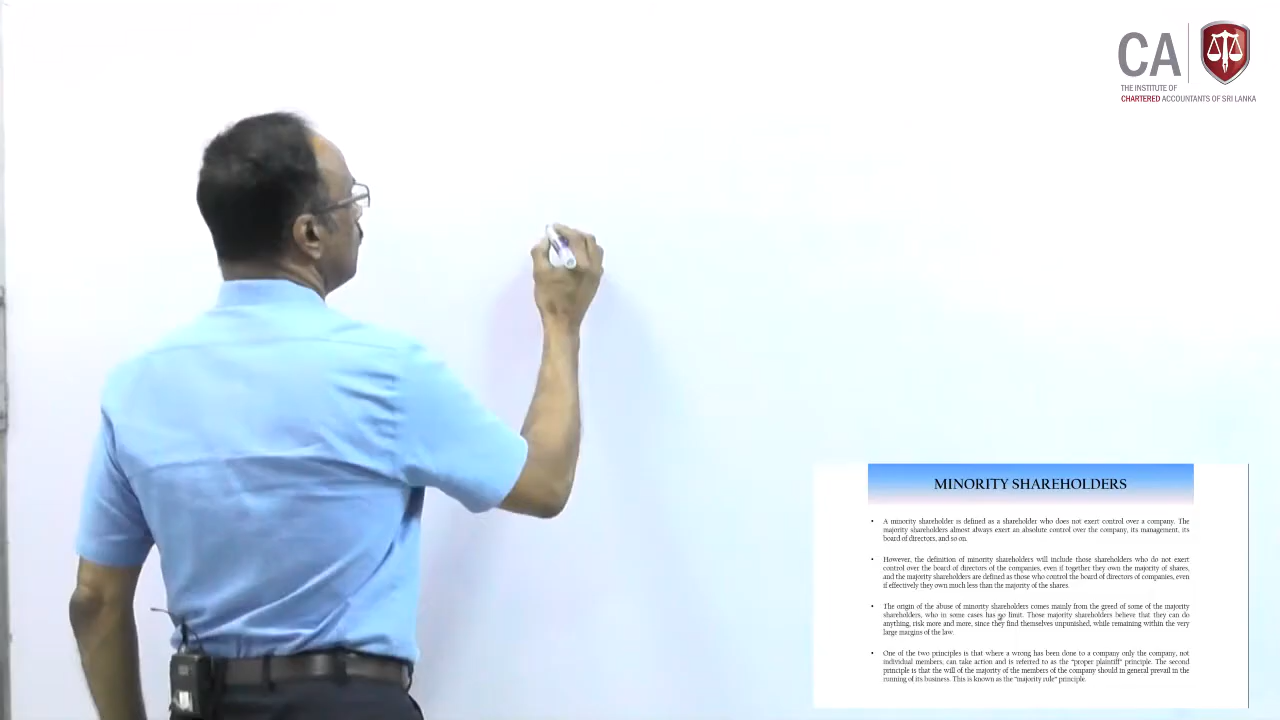 CA
THE INSTITUTE OF
CHARTERED ACCOUNTANTS OF SRI LANKA
MINORITY SHAREHOLDERS
• A minority shareholder is defined as a shareholder who does not exert control over a company. The
majority shareholders almost always exert an absolute control over the company, its management, its
board of directors, and so on.
• However, the definition of minority shareholders will include those shareholders who do not exert
control over the board of directors of the companies, even if together they own the majority of shares,
and the majority shareholders are defined as those who control the board of directors of companies, even
if effectively they own much less than the majority of the shares.
• The origin of the abuse of minority shareholders comes mainly from the greed of some of the majority
shareholders, who in some cases has no limit. Those majority shareholders believe that they can do
anything, risk more and more, since they find themselves unpunished, while remaining within the very
large margins of the law.
• One of the two principles is that where a wrong has been done to a company only the company, not
individual members, can take action and is referred to as the "proper plaintiff" principle. The second
principle is that the will of the majority of the members of the company should in general prevail in the
running of its business. This is known as the "majority rule" principle.